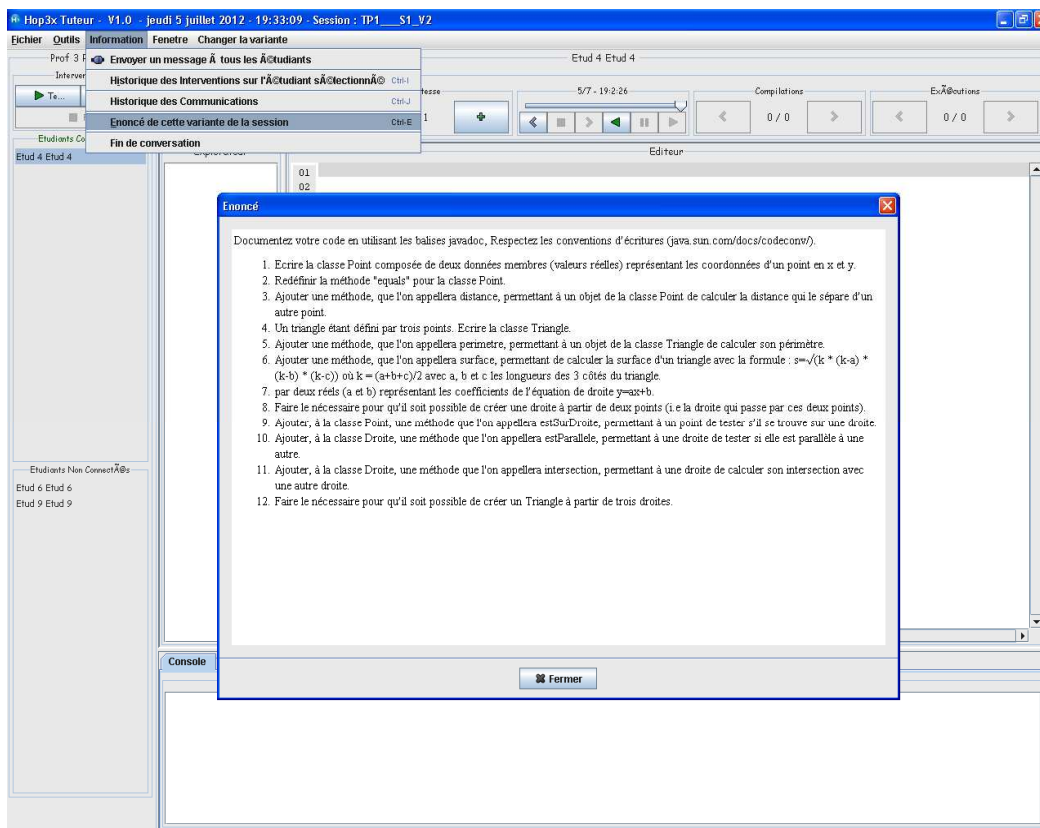 Hop3x Tuteur - V1.0 - jeudi 5 juillet 2012 - 19:33:09 - Session : TP1___S1_V2
Fichier Outils Information Fenetre Changer la variante
Prof 3
Etud 4 Etud 4
Envoyer un message Ã tous les Ã©tudiants
Historique des Interventions sur l'Ã©tudiant sÃ©lectionnÃ© Ctrl-I
Historique des Communications Ctrl-J
Enoncé de cette variante de la session Ctrl-E
Fin de conversation
Te...
1
5/7 - 19:2:26
Compilations
0 / 0
ExÃ©cutions
0 / 0
Etudiants Co
Etud 4 Etud 4
Editeur
01
02
Enoncé
Documentez votre code en utilisant les balises javadoc, Respectez les conventions d'écritures (java.sun.com/docs/codeconv/).
1. Ecrire la classe Point composée de deux données membres (valeurs réelles) représentant les coordonnées d'un point en x et y.
2. Redéfinir la méthode "equals" pour la classe Point.
3. Ajouter une méthode, que l'on appellera distance, permettant à un objet de la classe Point de calculer la distance qui le sépare d'un
autre point.
4. Un triangle étant défini par trois points. Ecrire la classe Triangle.
5. Ajouter une méthode, que l'on appellera perimetre, permettant à un objet de la classe Triangle de calculer son périmètre.
6. Ajouter une méthode, que l'on appellera surface, permettant de calculer la surface d'un triangle avec la formule : s=√(k * (k-a) *
(k-b) * (k-c)) où k = (a+b+c)/2 avec a, b et c les longueurs des 3 côtés du triangle.
7. par deux réels (a et b) représentant les coefficients de l'équation de droite y=ax+b.
8. Faire le nécessaire pour qu'il soit possible de créer une droite à partir de deux points (i.e la droite qui passe par ces deux points).
9. Ajouter, à la classe Point, une méthode que l'on appellera estSurDroite, permettant à un point de tester s'il se trouve sur une droite.
10. Ajouter, à la classe Droite, une méthode que l'on appellera estParallele, permettant à une droite de tester si elle est parallèle à une
autre.
11. Ajouter, à la classe Droite, une méthode que l'on appellera intersection, permettant à une droite de calculer son intersection avec
une autre droite.
12. Faire le nécessaire pour qu'il soit possible de créer un Triangle à partir de trois droites.
Fermer
Etudiants Non ConnectÃ©s
Etud 6 Etud 6
Etud 9 Etud 9
Console